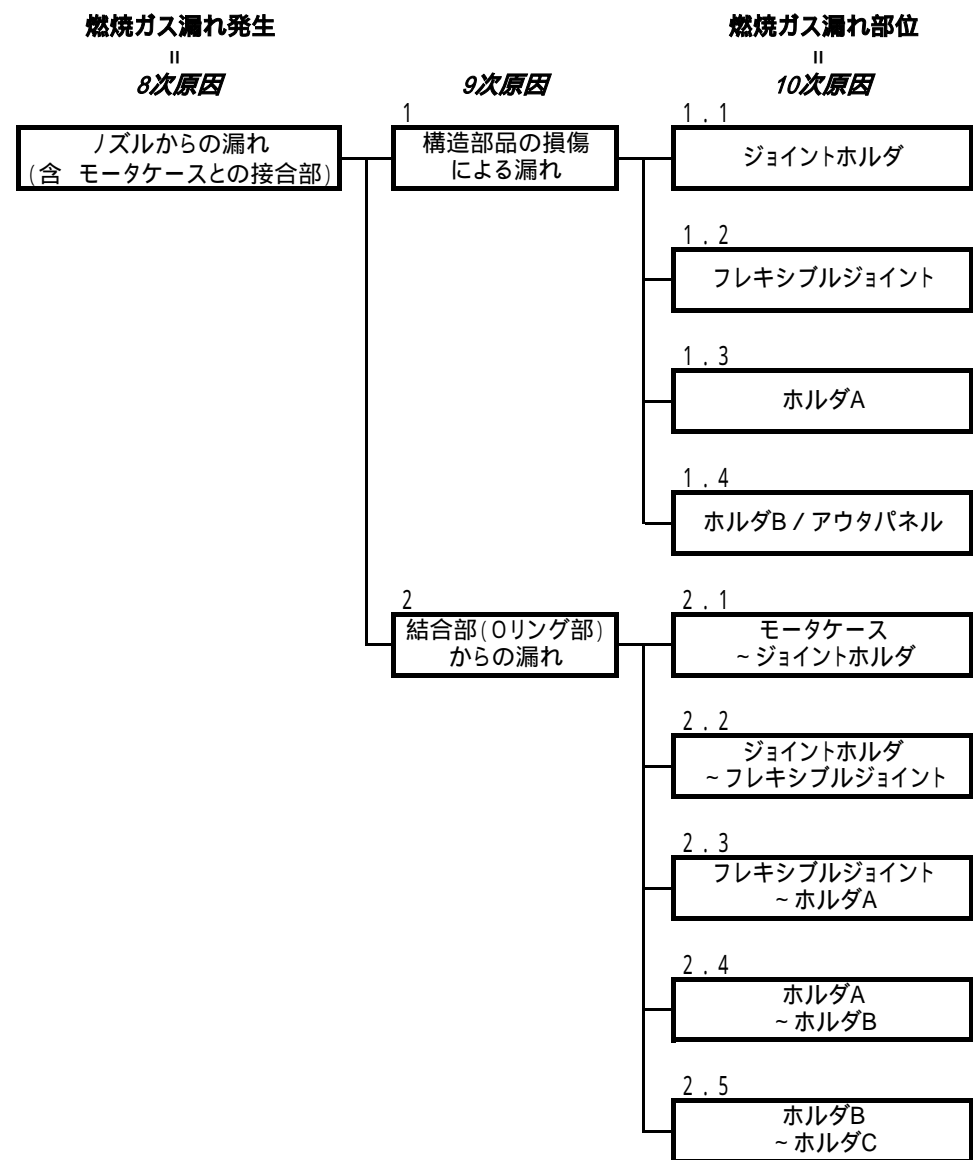 燃焼ガス漏れ発生
=
8次原因
9次原因
燃焼ガス漏れ部位
=
10次原因
ノズルからの漏れ
(含 モータケースとの接合部)
1
構造部品の損傷
による漏れ
1.1
ジョイントホルダ
1.2
フレキシブルジョイント
1.3
ホルダA
1.4
ホルダB/アウタパネル
2
結合部(Oリング部)
からの漏れ
2.1
モータケース
~ジョイントホルダ
2.2
ジョイントホルダ
~フレキシブルジョイント
2.3
フレキシブルジョイント
~ホルダA
2.4
ホルダA
~ホルダB
2.5
ホルダB
~ホルダC